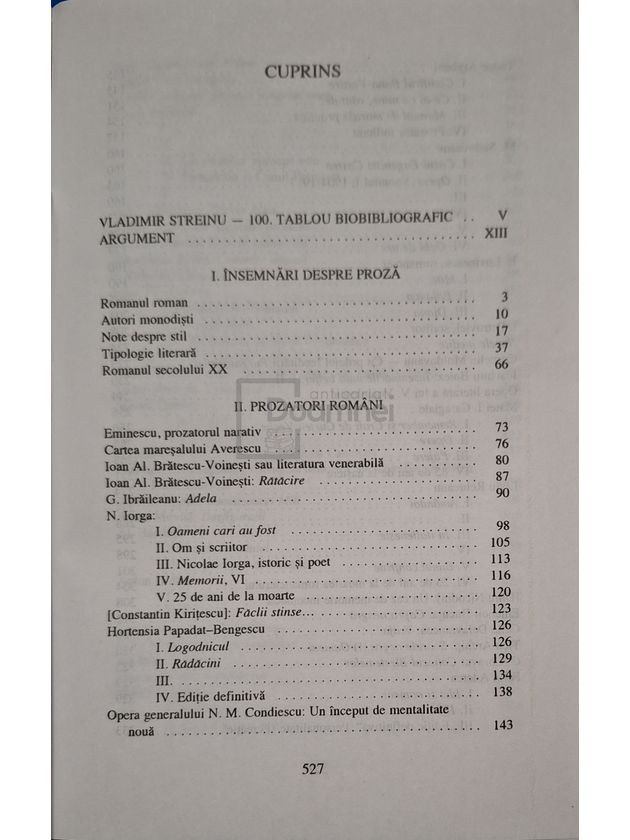 CUPRINS
VLADIMIR STREINU — 100. TABLOU BIOBIBLIOGRAFIC .. V
ARGUMENT ........................................ XIII
I. ÎNSEMNĂRI DESPRE PROZĂ
Romanul roman ........................................ 3
Autori monodiști ........................................ 10
Note despre stil ........................................ 17
Tipologie literară ........................................ 37
Romanul secolului XX ........................................ 66
anticariat
Doamnei
II. PROZATORI ROMÂNI
Eminescu, prozatorul narativ ........................................ 73
Cartea mareșalului Averescu ........................................ 76
Ioan Al. Brătescu-Voinești sau literatura venerabilă .......... 80
Ioan Al. Brătescu-Voinești: Rătăcire .................... 87
G. Ibrăileanu: Adela .............................. 90
N. Iorga:
I. Oameni cari au fost .............................. 98
II. Om și scriitor .............................. 105
III. Nicolae Iorga, istoric și poet .................... 113
IV. Memorii, VI .............................. 116
V. 25 de ani de la moarte .............................. 120
[Constantin Kirițescu]: Făclii stinse... .................... 123
Hortensia Papadat–Bengescu .............................. 126
I. Logodnicul .............................. 126
II. Rădăcini .............................. 129
III. ........................................ 134
IV. Ediție definitivă .............................. 138
Opera generalului N. M. Condiescu: Un început de mentalitate
nouă ........................................ 143
527